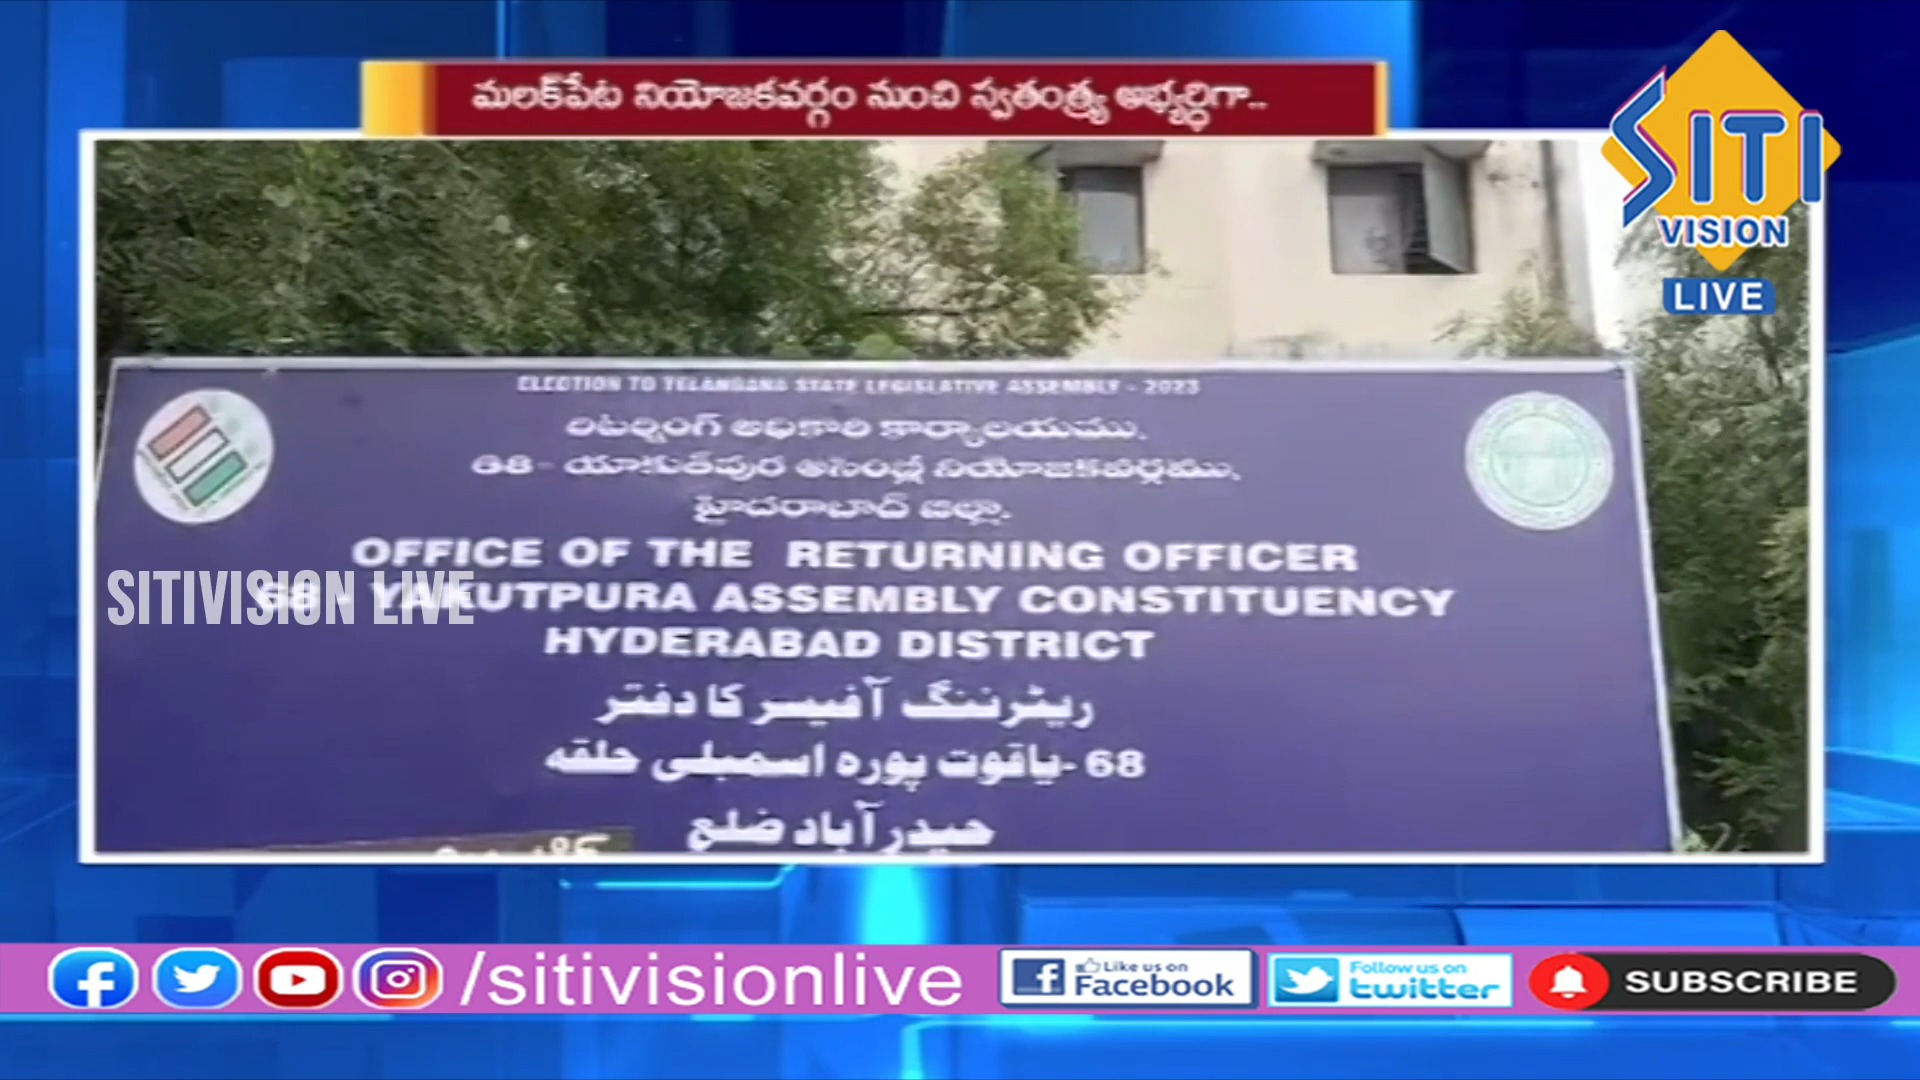 మలక్‌పేట నియోజకవర్గం నుంచి స్వతంత్ర్య అభ్యర్థిగా..
SITI
VISION
LIVE
ELECTION TO TELANGANA STATE LEGISLATIVE ASSEMBLY - 2023
రిటర్నింగ్ అధికారి కార్యాలయము.
68- యాకుత్‌పుర అసెంబ్లీ నియోజకవర్గము,
హైదరాబాద్ జిల్లా.
OFFICE OF THE RETURNING OFFICER
68 - YAKUTPURA ASSEMBLY CONSTITUENCY
SITIVISION LIVE
HYDERABAD DISTRICT
ریٹرننگ آفیسر کا دفتر
68 -یاقوت پورہ اسمبلی حلقہ
حیدرآباد ضلع
/sitivisionlive
Like us on
Facebook
Follow us on
twitter
SUBSCRIBE